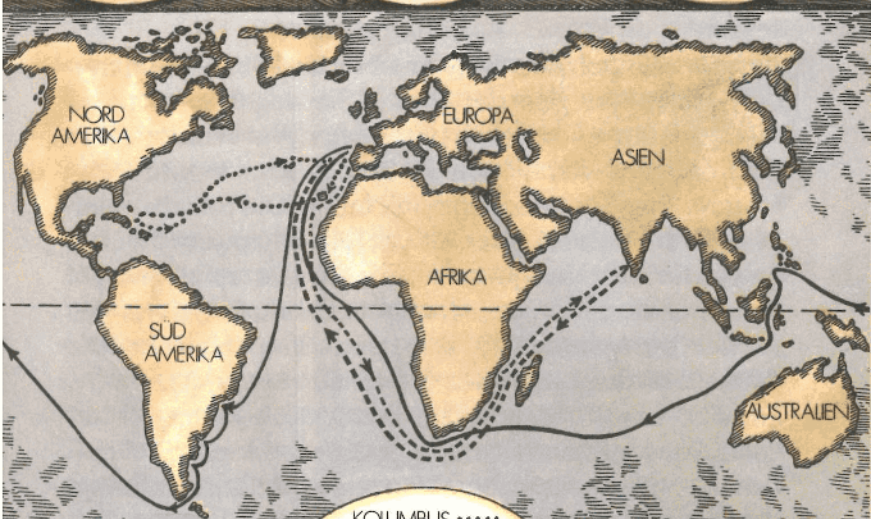 NORD
AMERIKA
EUROPA
ASIEN
AFRIKA
SÜD
AMERIKA
AUSTRALIEN
KOLUMBUS